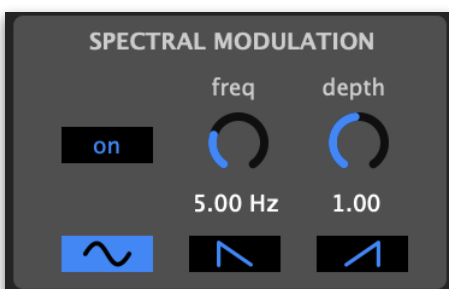 SPECTRAL MODULATION
freq depth
on
5.00 Hz 1.00